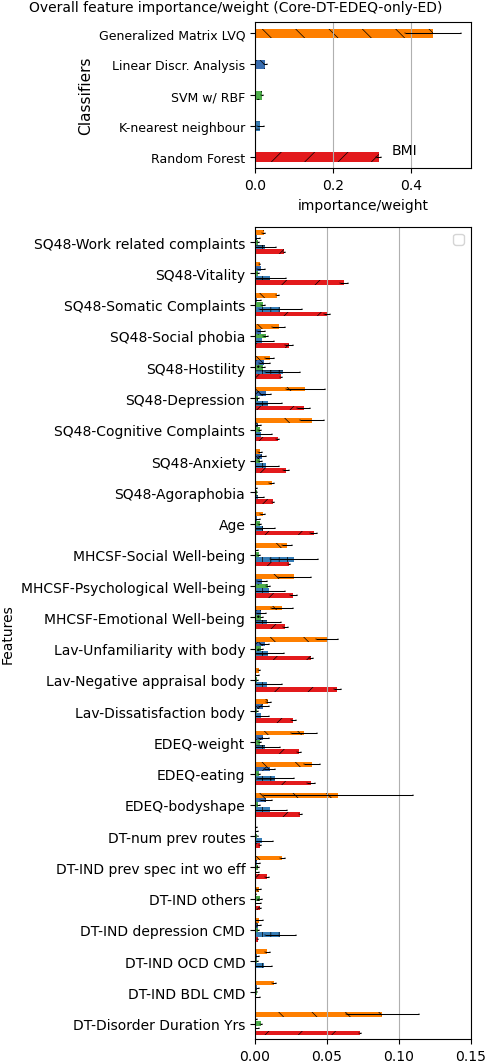 Overall feature importance/weight (Core-DT-EDEQ-only-ED)
Classifiers
Generalized Matrix LVQ
Linear Discr. Analysis
SVM w/ RBF
K-nearest neighbour
Random Forest
BMI
0.0 0.2 0.4
importance/weight
Features
SQ48-Work related complaints
SQ48-Vitality
SQ48-Somatic Complaints
SQ48-Social phobia
SQ48-Hostility
SQ48-Depression
SQ48-Cognitive Complaints
SQ48-Anxiety
SQ48-Agoraphobia
Age
MHCSF-Social Well-being
MHCSF-Psychological Well-being
MHCSF-Emotional Well-being
Lav-Unfamiliarity with body
Lav-Negative appraisal body
Lav-Dissatisfaction body
EDEQ-weight
EDEQ-eating
EDEQ-bodyshape
DT-num prev routes
DT-IND prev spec int wo eff
DT-IND others
DT-IND depression CMD
DT-IND OCD CMD
DT-IND BDL CMD
DT-Disorder Duration Yrs
0.00 0.05 0.10 0.15